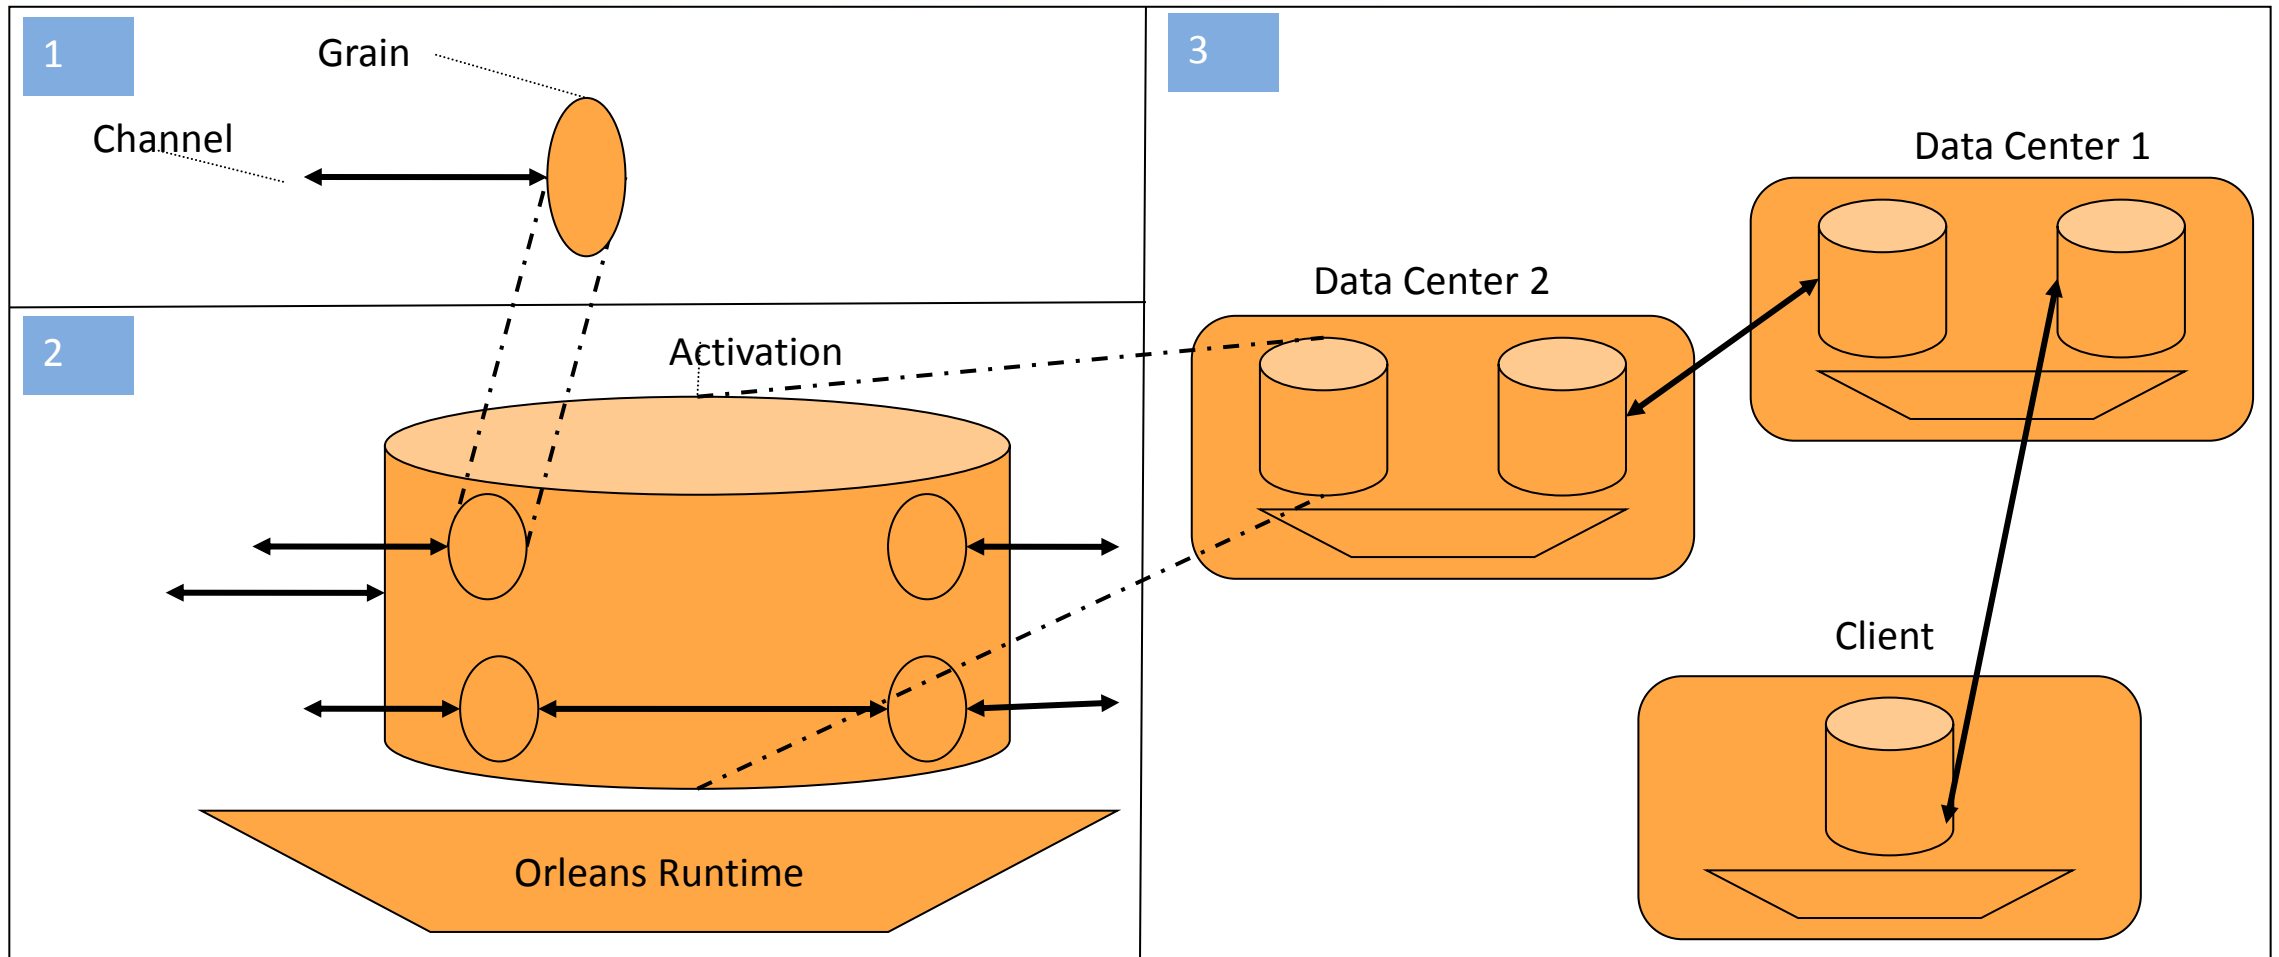 1
Grain
Channel
2
Activation
Orleans Runtime
3
Data Center 1
Data Center 2
Client